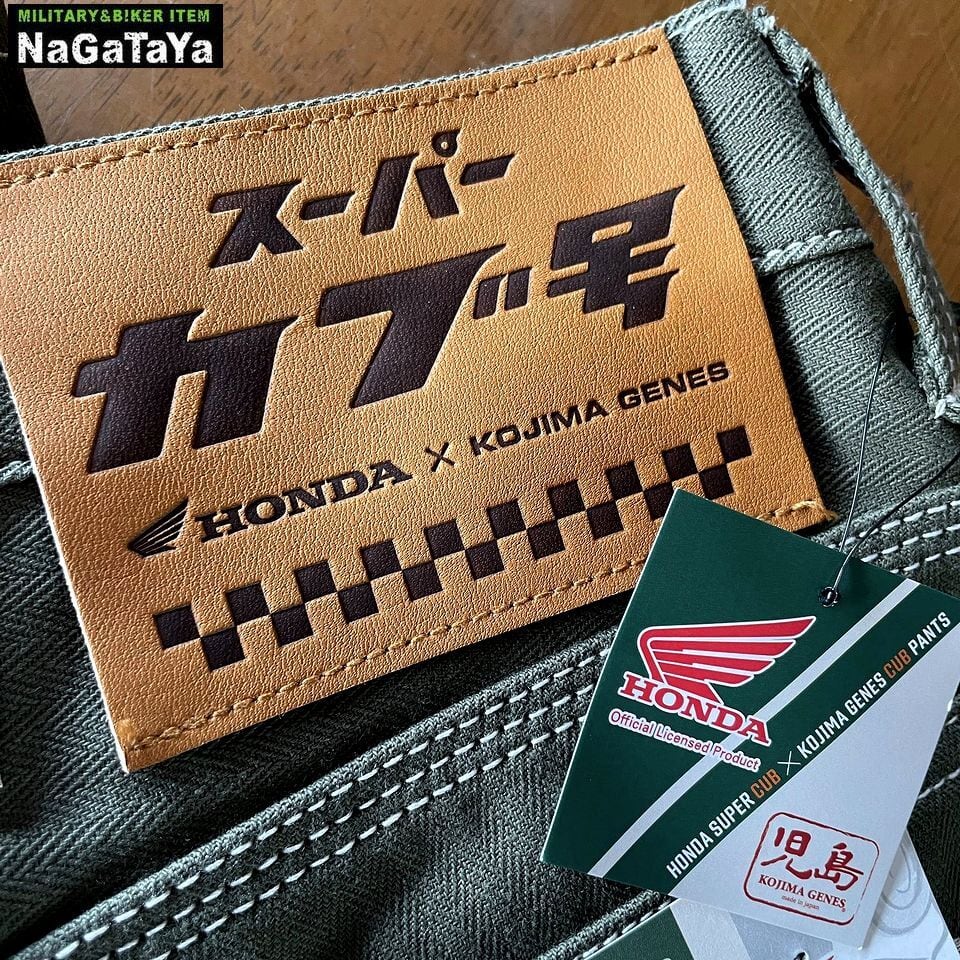 MILITARY&BIKER ITEM
NaGaTaYa
スーパー
カブ号
HONDA × KOJIMA GENES
HONDA
Official Licensed Product
HONDA SUPER CUB × KOJIMA GENES CUB PANTS
児島
KOJIMA GENES
made in japan